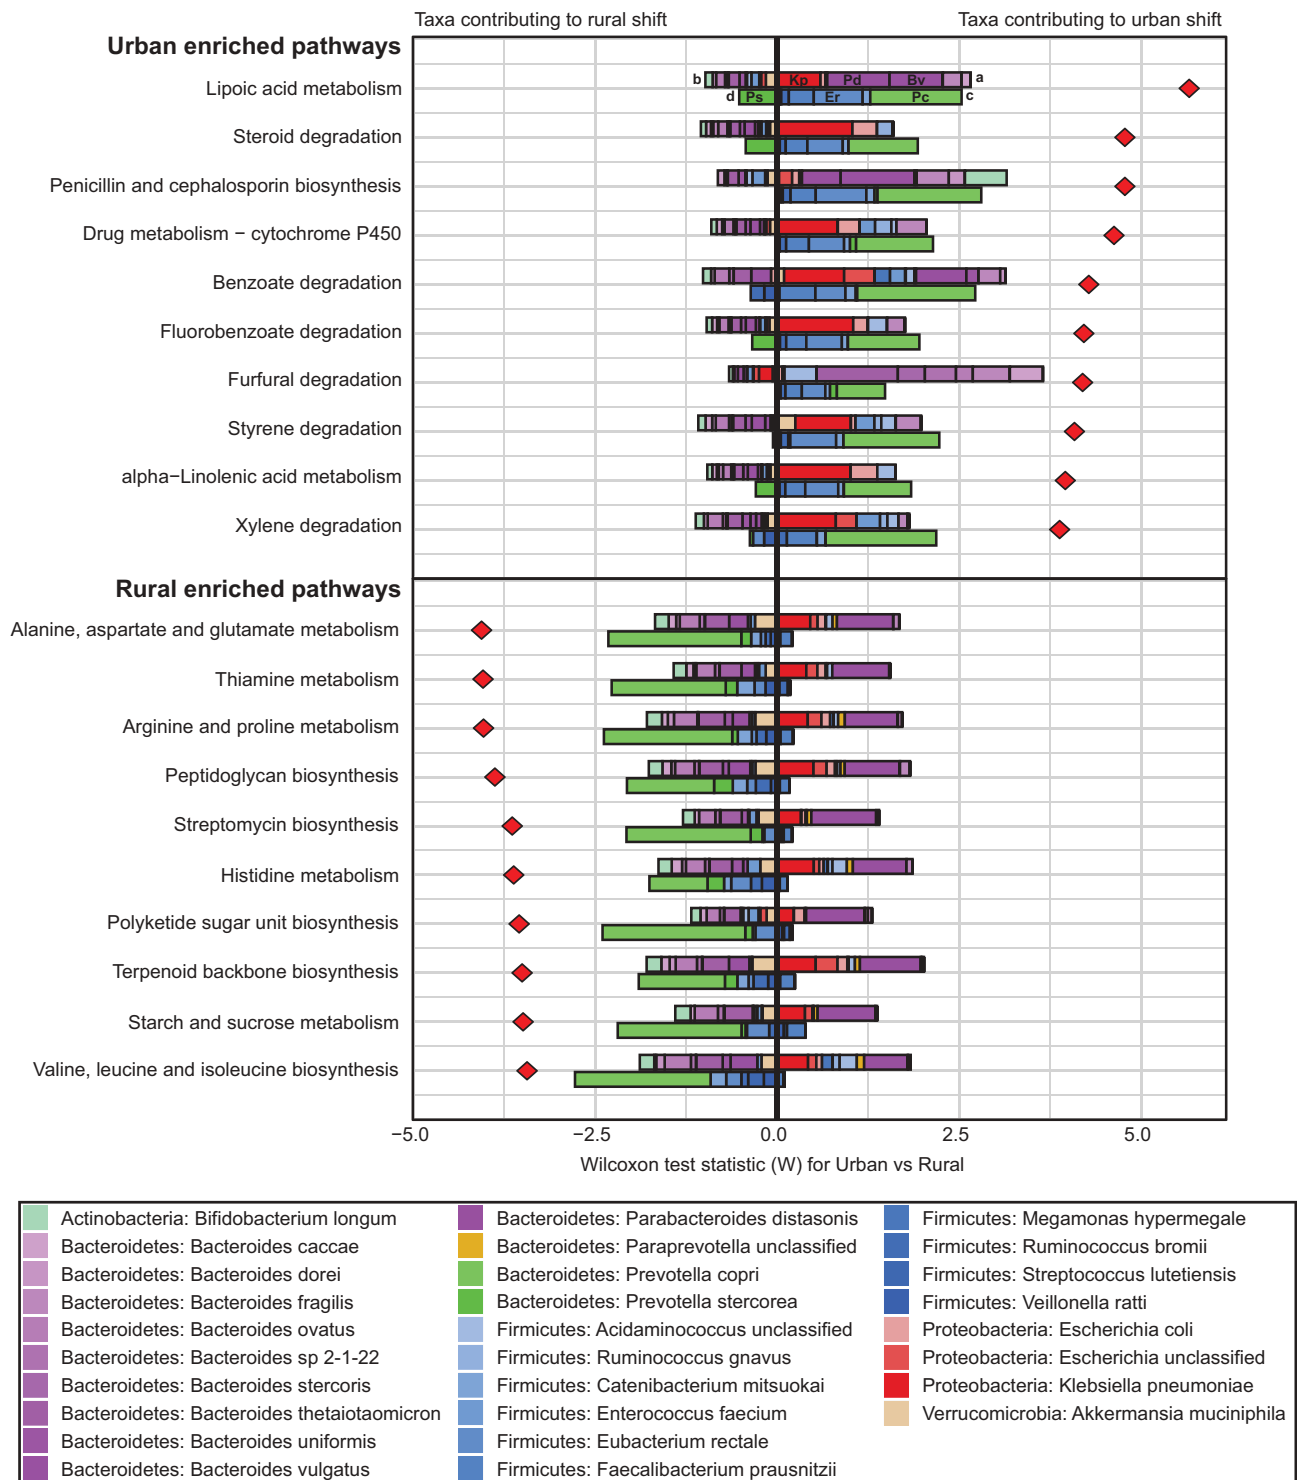 Taxa contributing to rural shift
Taxa contributing to urban shift
Urban enriched pathways
Lipoic acid metabolism
b
Kp
Pd
Bv
a
d
Ps
Er
Pc
c
Steroid degradation
Penicillin and cephalosporin biosynthesis
Drug metabolism − cytochrome P450
Benzoate degradation
Fluorobenzoate degradation
Furfural degradation
Styrene degradation
alpha−Linolenic acid metabolism
Xylene degradation
Rural enriched pathways
Alanine, aspartate and glutamate metabolism
Thiamine metabolism
Arginine and proline metabolism
Peptidoglycan biosynthesis
Streptomycin biosynthesis
Histidine metabolism
Polyketide sugar unit biosynthesis
Terpenoid backbone biosynthesis
Starch and sucrose metabolism
Valine, leucine and isoleucine biosynthesis
−5.0
−2.5
0.0
2.5
5.0
Wilcoxon test statistic (W) for Urban vs Rural
Actinobacteria: Bifidobacterium longum
Bacteroidetes: Bacteroides caccae
Bacteroidetes: Bacteroides dorei
Bacteroidetes: Bacteroides fragilis
Bacteroidetes: Bacteroides ovatus
Bacteroidetes: Bacteroides sp 2-1-22
Bacteroidetes: Bacteroides stercoris
Bacteroidetes: Bacteroides thetaiotaomicron
Bacteroidetes: Bacteroides uniformis
Bacteroidetes: Bacteroides vulgatus
Bacteroidetes: Parabacteroides distasonis
Bacteroidetes: Paraprevotella unclassified
Bacteroidetes: Prevotella copri
Bacteroidetes: Prevotella stercorea
Firmicutes: Acidaminococcus unclassified
Firmicutes: Ruminococcus gnavus
Firmicutes: Catenibacterium mitsuokai
Firmicutes: Enterococcus faecium
Firmicutes: Eubacterium rectale
Firmicutes: Faecalibacterium prausnitzii
Firmicutes: Megamonas hypermegale
Firmicutes: Ruminococcus bromii
Firmicutes: Streptococcus lutetiensis
Firmicutes: Veillonella ratti
Proteobacteria: Escherichia coli
Proteobacteria: Escherichia unclassified
Proteobacteria: Klebsiella pneumoniae
Verrucomicrobia: Akkermansia muciniphila